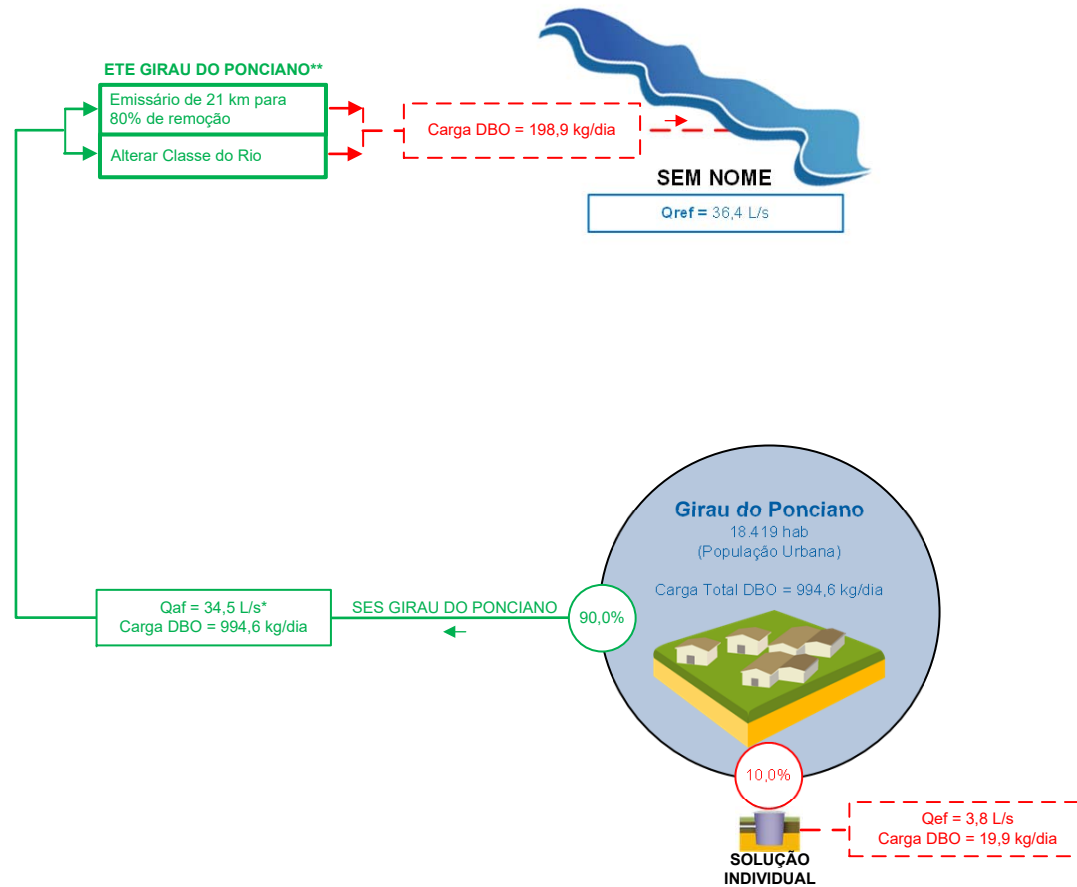 ETE GIRAU DO PONCIANO**
Emissário de 21 km para
80% de remoção
Alterar Classe do Rio
Carga DBO = 198,9 kg/dia
SEM NOME
Qref = 36,4 L/s
Girau do Ponciano
18.419 hab
(População Urbana)
Carga Total DBO = 994,6 kg/dia
Qaf = 34,5 L/s*
Carga DBO = 994,6 kg/dia
SES GIRAU DO PONCIANO
90,0%
10,0%
Qef = 3,8 L/s
Carga DBO = 19,9 kg/dia
SOLUÇÃO
INDIVIDUAL